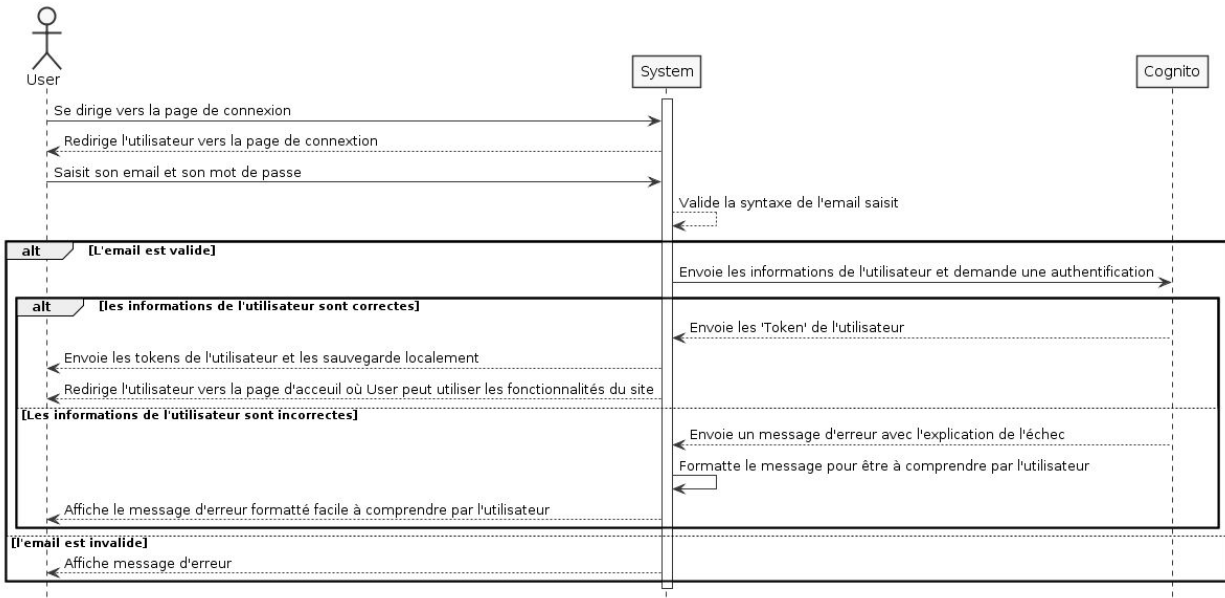 User
System
Cognito
Se dirige vers la page de connexion
Redirige l'utilisateur vers la page de connextion
Saisit son email et son mot de passe
Valide la syntaxe de l'email saisit
alt
[L'email est valide]
Envoie les informations de l'utilisateur et demande une authentification
alt
[les informations de l'utilisateur sont correctes]
Envoie les 'Token' de l'utilisateur
Envoie les tokens de l'utilisateur et les sauvegarde localement
Redirige l'utilisateur vers la page d'acceuil où User peut utiliser les fonctionnalités du site
[Les informations de l'utilisateur sont incorrectes]
Envoie un message d'erreur avec l'explication de l'échec
Formatte le message pour être à comprendre par l'utilisateur
Affiche le message d'erreur formatté facile à comprendre par l'utilisateur
[l'email est invalide]
Affiche message d'erreur